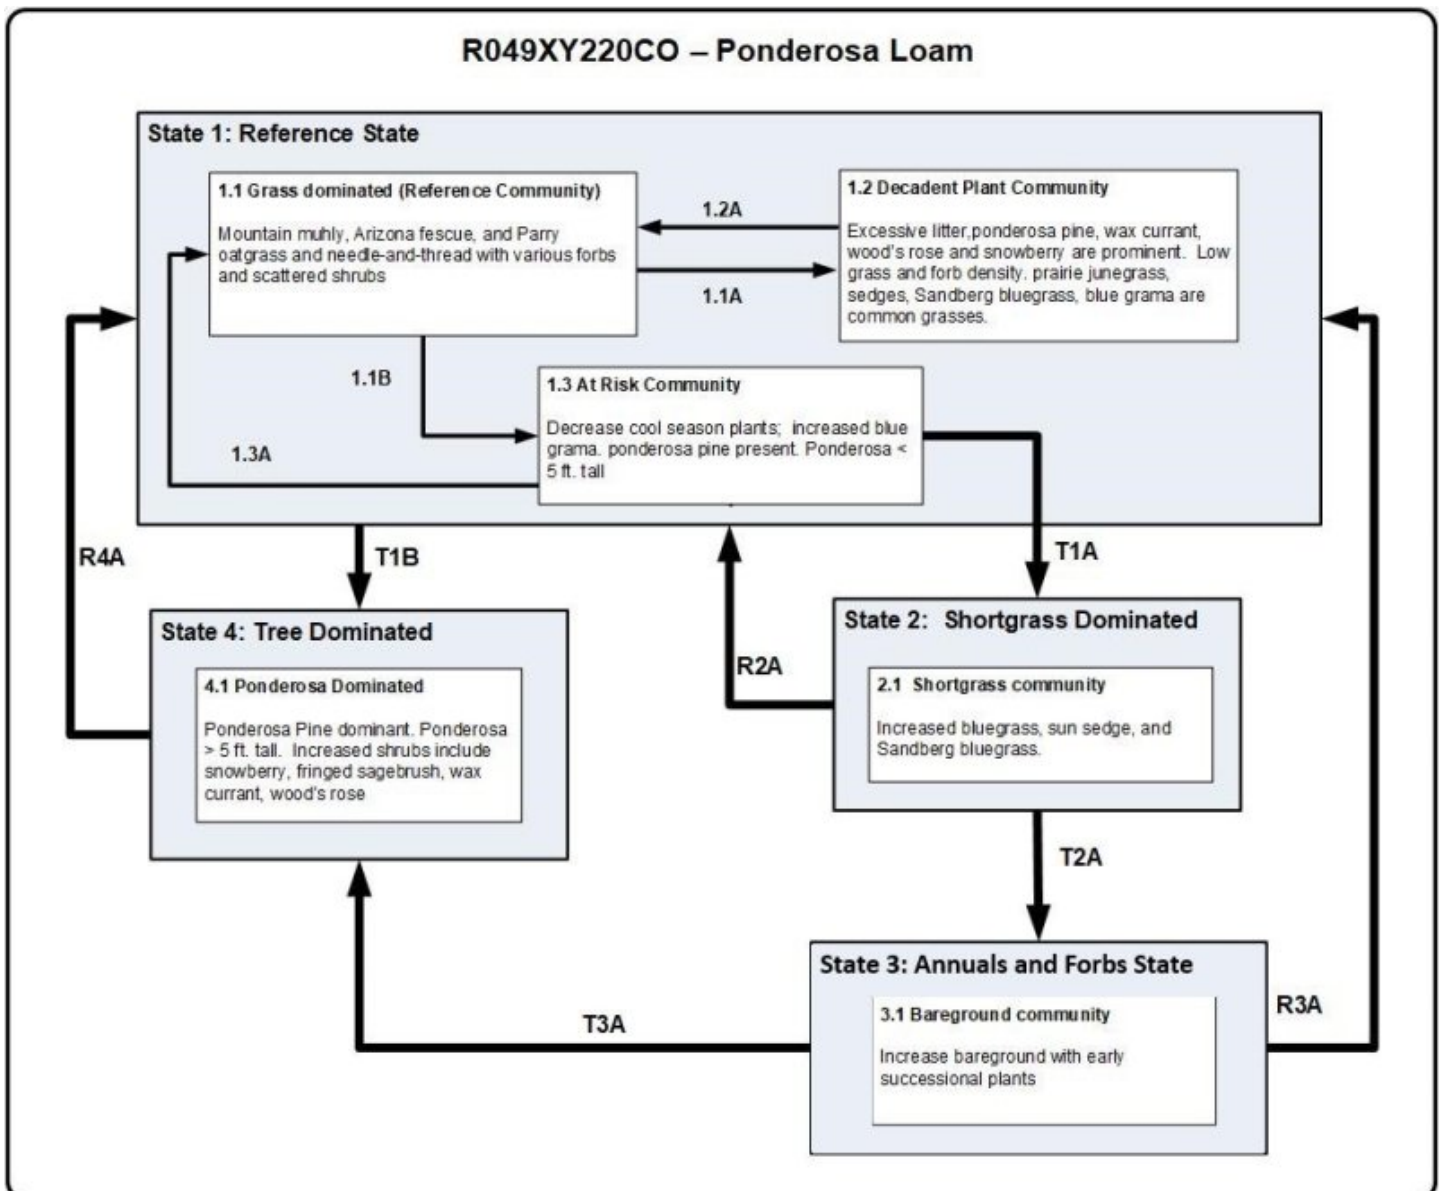 R049XY220CO – Ponderosa Loam
State 1: Reference State
1.1 Grass dominated (Reference Community)
Mountain muhly, Arizona fescue, and Parry
oatgrass and needle-and-thread with various forbs
and scattered shrubs
1.2A
1.1A
1.2 Decadent Plant Community
Excessive litter,ponderosa pine, wax currant,
wood's rose and snowberry are prominent.  Low
grass and forb density. prairie junegrass,
sedges, Sandberg bluegrass, blue grama are
common grasses.
1.1B
1.3A
1.3 At Risk Community
Decrease cool season plants;  increased blue
grama. ponderosa pine present. Ponderosa <
5 ft. tall
R4A
T1B
T1A
State 4: Tree Dominated
4.1 Ponderosa Dominated
Ponderosa Pine dominant. Ponderosa
> 5 ft. tall.  Increased shrubs include
snowberry, fringed sagebrush, wax
currant, wood's rose
R2A
State 2:  Shortgrass Dominated
2.1  Shortgrass community
Increased bluegrass, sun sedge, and
Sandberg bluegrass.
T2A
State 3: Annuals and Forbs State
3.1 Bareground community
Increase bareground with early
successional plants
T3A
R3A